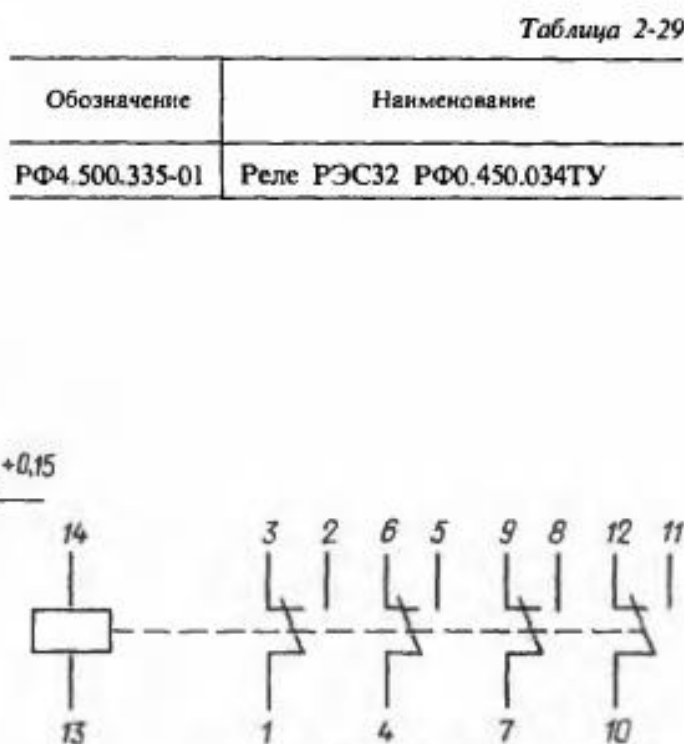 Таблица 2-29
Обозначение Наименование
РФ4.500.335-01 Реле РЭС32 РФ0.450.034ТУ
+0,15
14 3 2 6 5 9 8 12 11
13 1 4 7 10